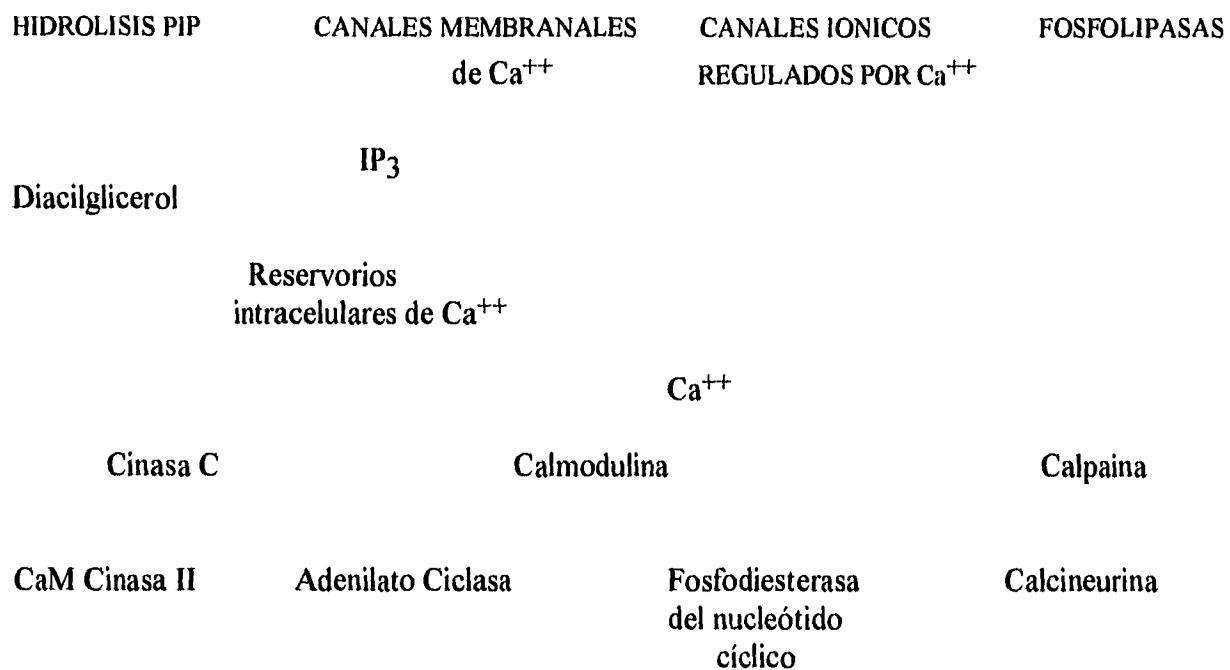 HIDROLISIS PIP CANALES MEMBRANALES CANALES IONICOS FOSFOLIPASAS
de Ca++ REGULADOS POR Ca++
IP3
Diacilglicerol
Reservorios
intracelulares de Ca++
Ca++
Cinasa C Calmodulina Calpaina
CaM Cinasa II Adenilato Ciclasa Fosfodiesterasa Calcineurina
del nucleótido
cíclico